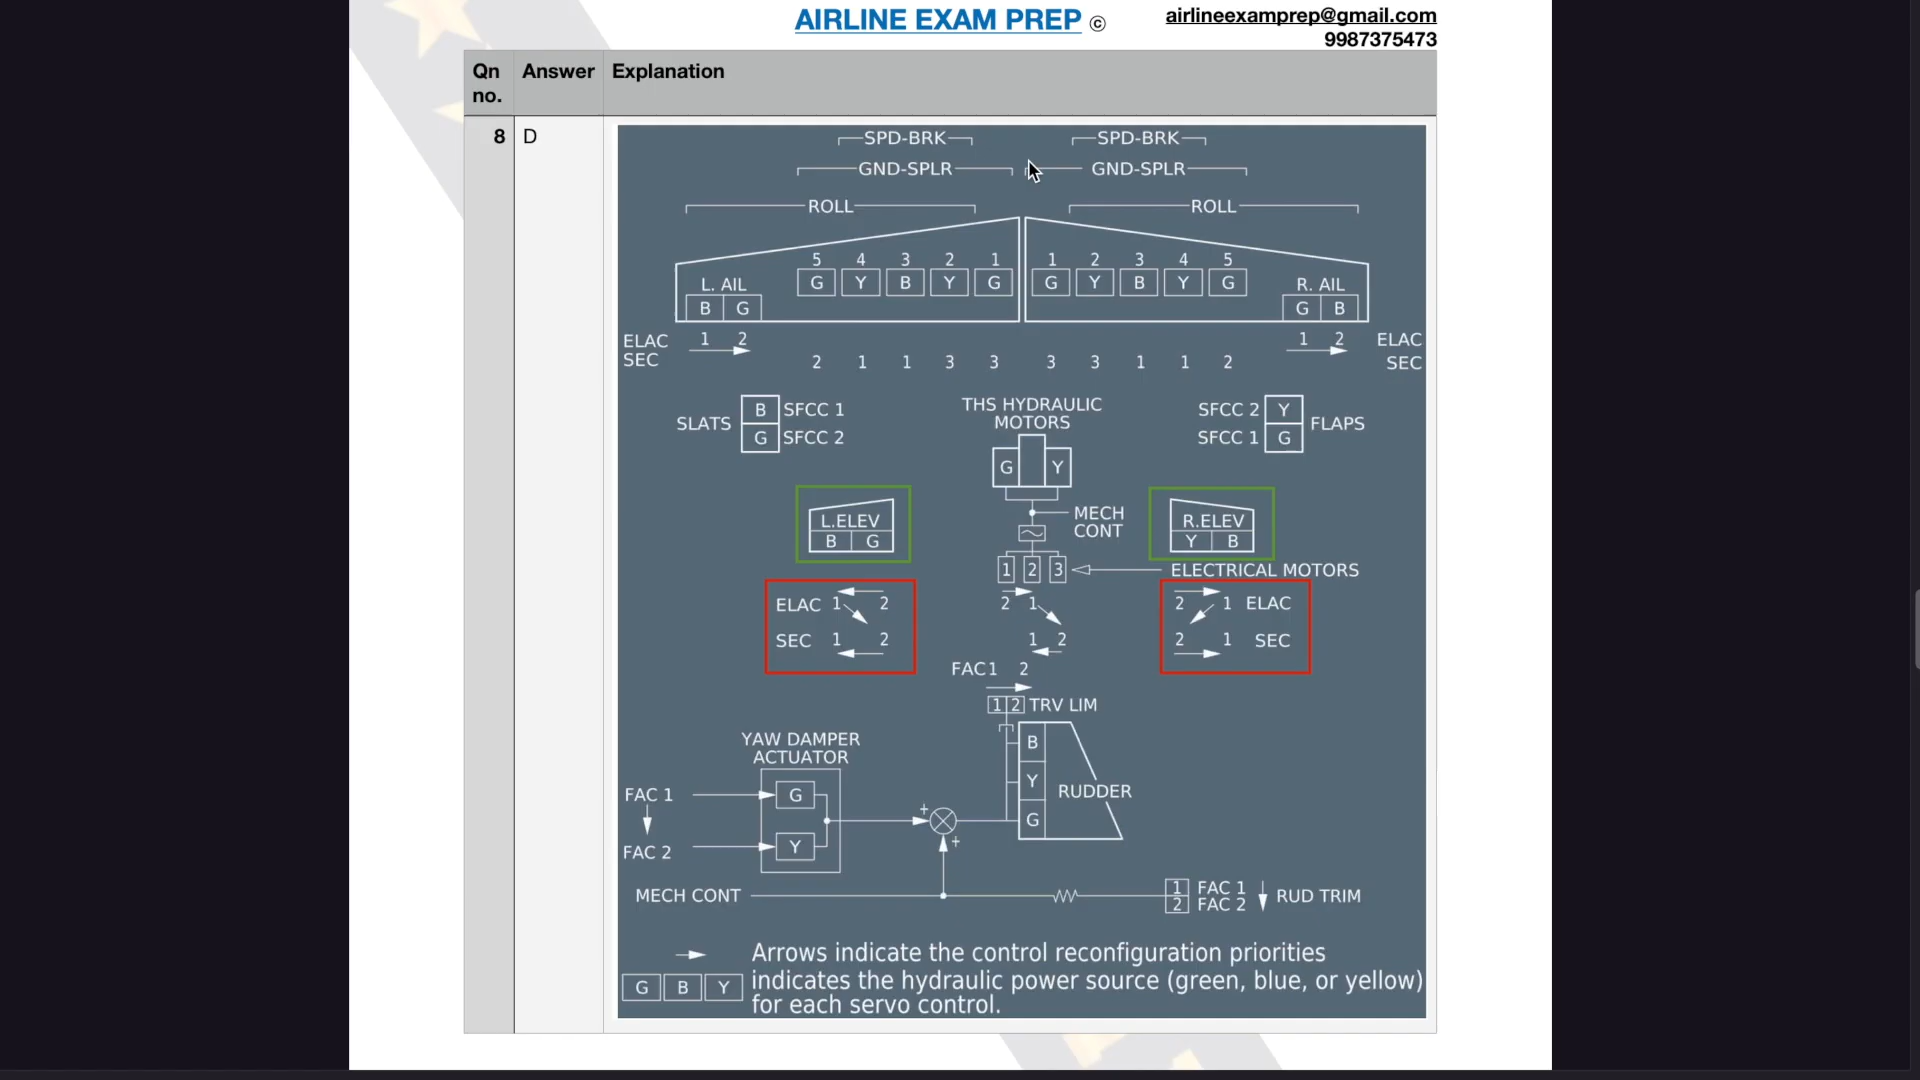 AIRLINE EXAM PREP ©
airlineexamprep@gmail.com
9987375473
Qn no.
Answer
Explanation
8
D
SPD-BRK
SPD-BRK
GND-SPLR
GND-SPLR
ROLL
ROLL
5 4 3 2 1
1 2 3 4 5
L. AIL
G Y B Y G
G Y B Y G
R. AIL
B G
G B
ELAC 1 2
1 2 ELAC
SEC
2 1 1 3 3
3 3 1 1 2
SEC
SLATS
B SFCC 1
G SFCC 2
THS HYDRAULIC
MOTORS
G Y
SFCC 2 Y
SFCC 1 G
FLAPS
MECH
CONT
L.ELEV
B G
R.ELEV
Y B
1 2 3
ELECTRICAL MOTORS
ELAC 1 2
SEC 1 2
2 1
1 2
2 1 ELAC
2 1 SEC
FAC1 2
1 2 TRV LIM
YAW DAMPER
ACTUATOR
B
Y
G
RUDDER
FAC 1
G
FAC 2
Y
+
+
MECH CONT
1 FAC 1
2 FAC 2
RUD TRIM
Arrows indicate the control reconfiguration priorities
G B Y indicates the hydraulic power source (green, blue, or yellow)
for each servo control.